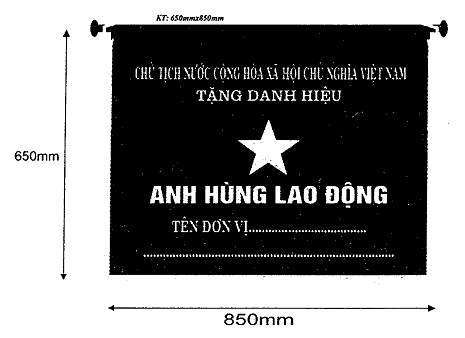 KT: 650mmx850mm
CHỦ TỊCH NƯỚC CỘNG HÒA XÃ HỘI CHỦ NGHĨA VIỆT NAM
TẶNG DANH HIỆU
650mm
ANH HÙNG LAO ĐỘNG
TÊN ĐƠN VỊ...................................
...........................................................................
850mm